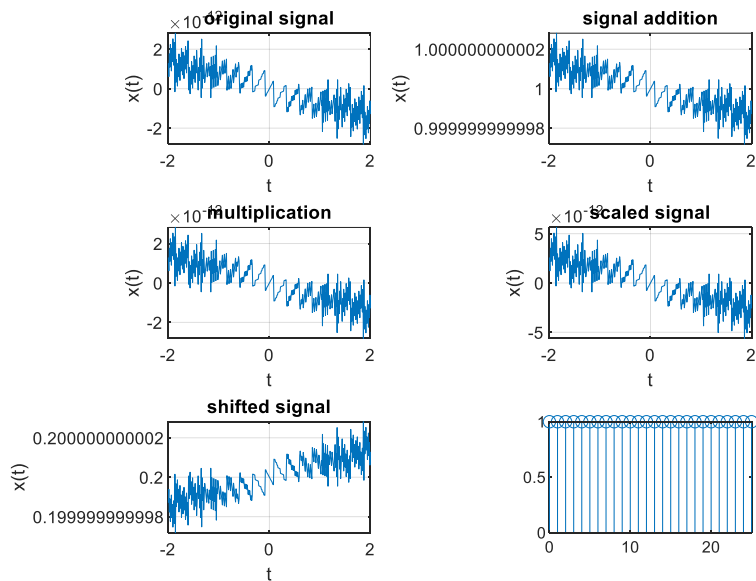 ×10⁻¹² original signal
2
0
-2
x(t)
-2 0 2
t
signal addition
1.000000000002
1
0.999999999998
x(t)
-2 0 2
t
×10⁻¹² multiplication
2
0
-2
x(t)
-2 0 2
t
×10⁻¹² scaled signal
5
0
-5
x(t)
-2 0 2
t
shifted signal
0.200000000002
0.2
0.199999999998
x(t)
-2 0 2
t
1
0.5
0
0 10 20